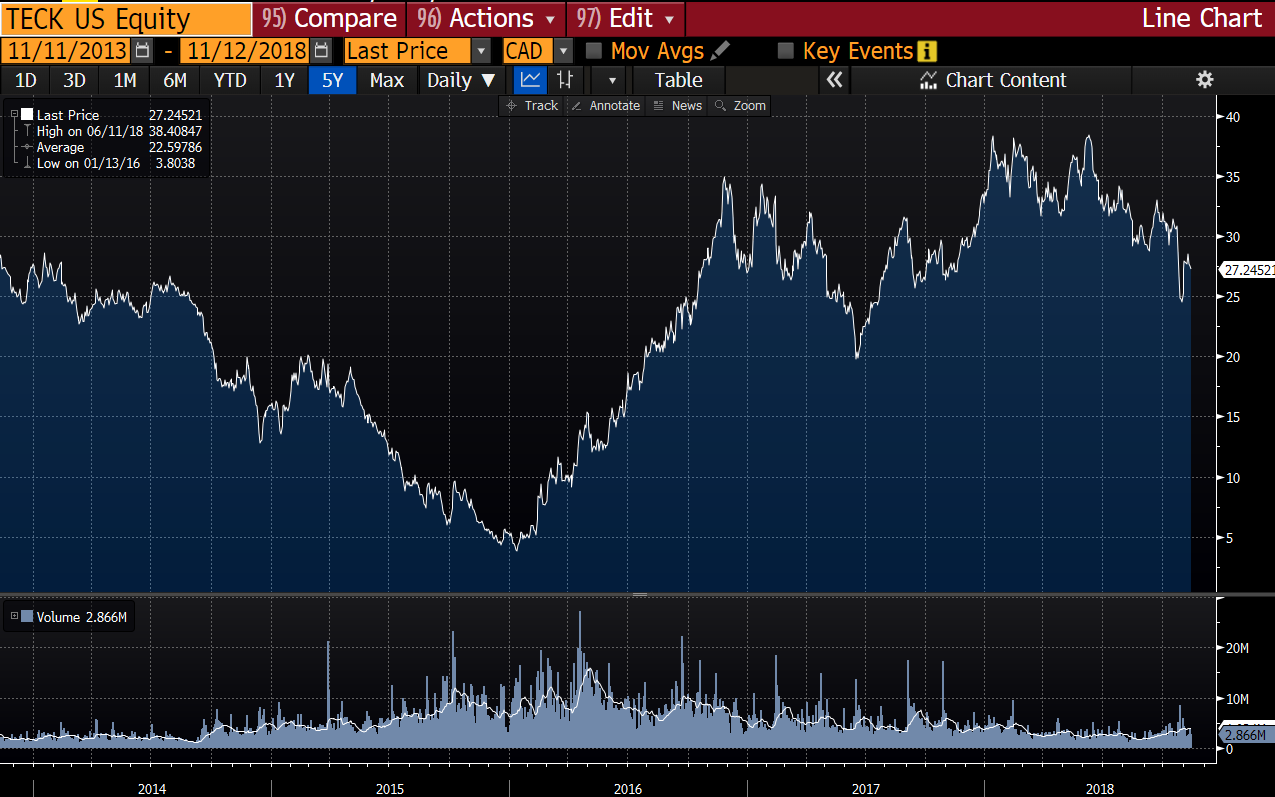 TECK US Equity 95) Compare 96) Actions 97) Edit Line Chart
11/11/2013 - 11/12/2018 Last Price CAD Mov Avgs Key Events
1D 3D 1M 6M YTD 1Y 5Y Max Daily ▼ Table « Chart Content
Track Annotate News Zoom
Last Price 27.24521
High on 06/11/18 38.40847
Average 22.59786
Low on 01/13/16 3.8038
40
35
30
27.24521
25
20
15
10
5
Volume 2.866M
20M
10M
2.866M
0
2014 2015 2016 2017 2018